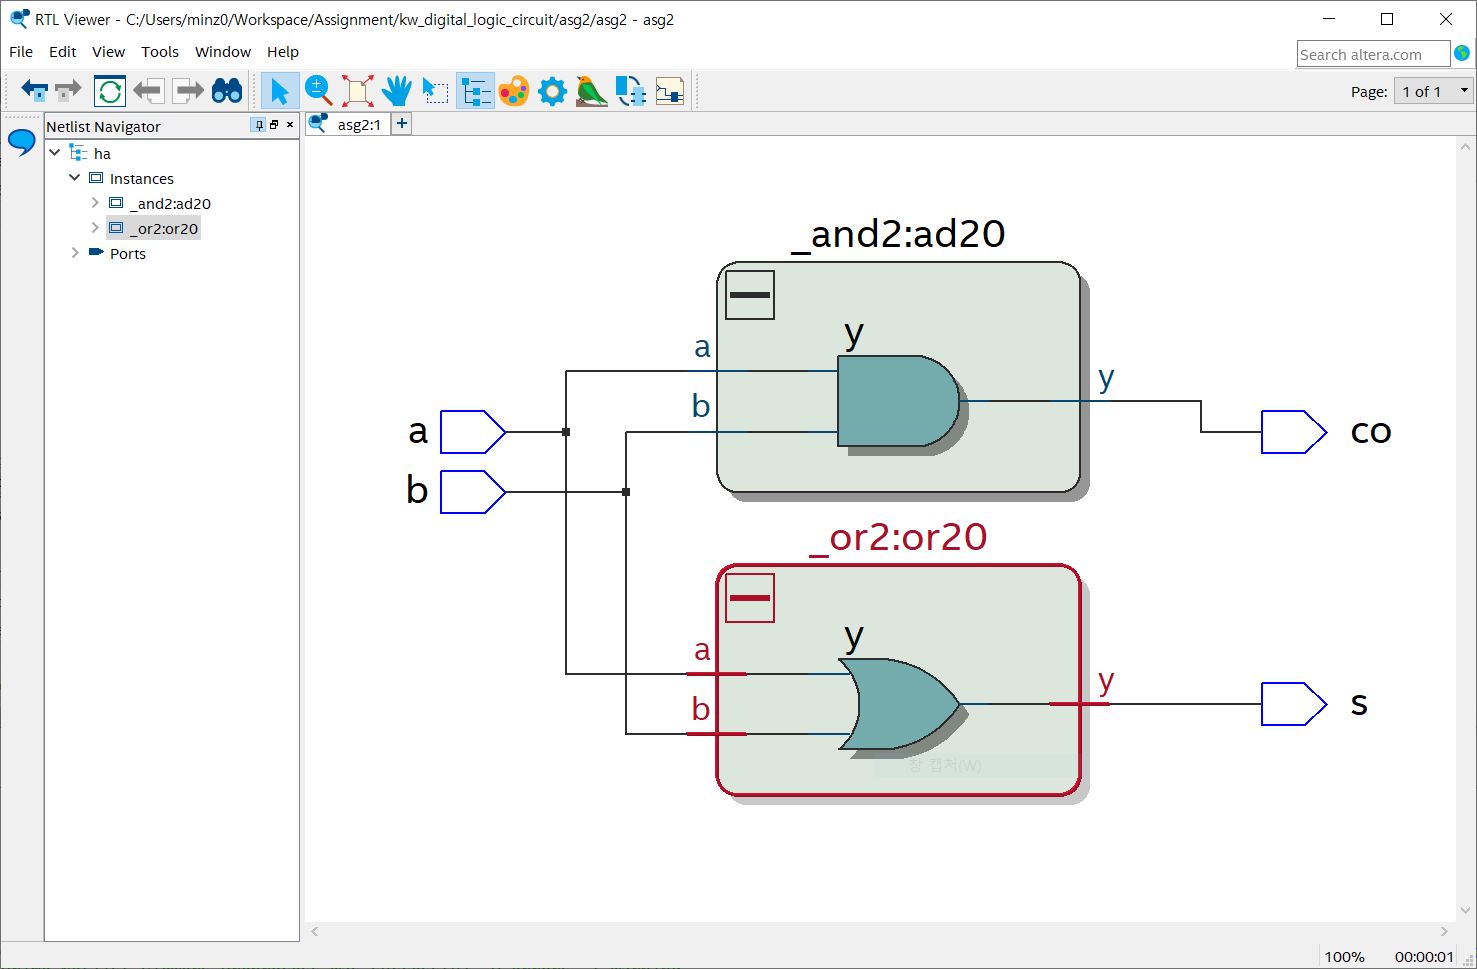 RTL Viewer - C:/Users/minz0/Workspace/Assignment/kw_digital_logic_circuit/asg2/asg2 - asg2
File Edit View Tools Window Help
Search altera.com
Page: 1 of 1
Netlist Navigator
asg2:1
ha
Instances
_and2:ad20
_or2:or20
Ports
_and2:ad20
y
a
b
y
a
b
co
_or2:or20
y
a
b
y
s
창 캡처(W)
100% 00:00:01